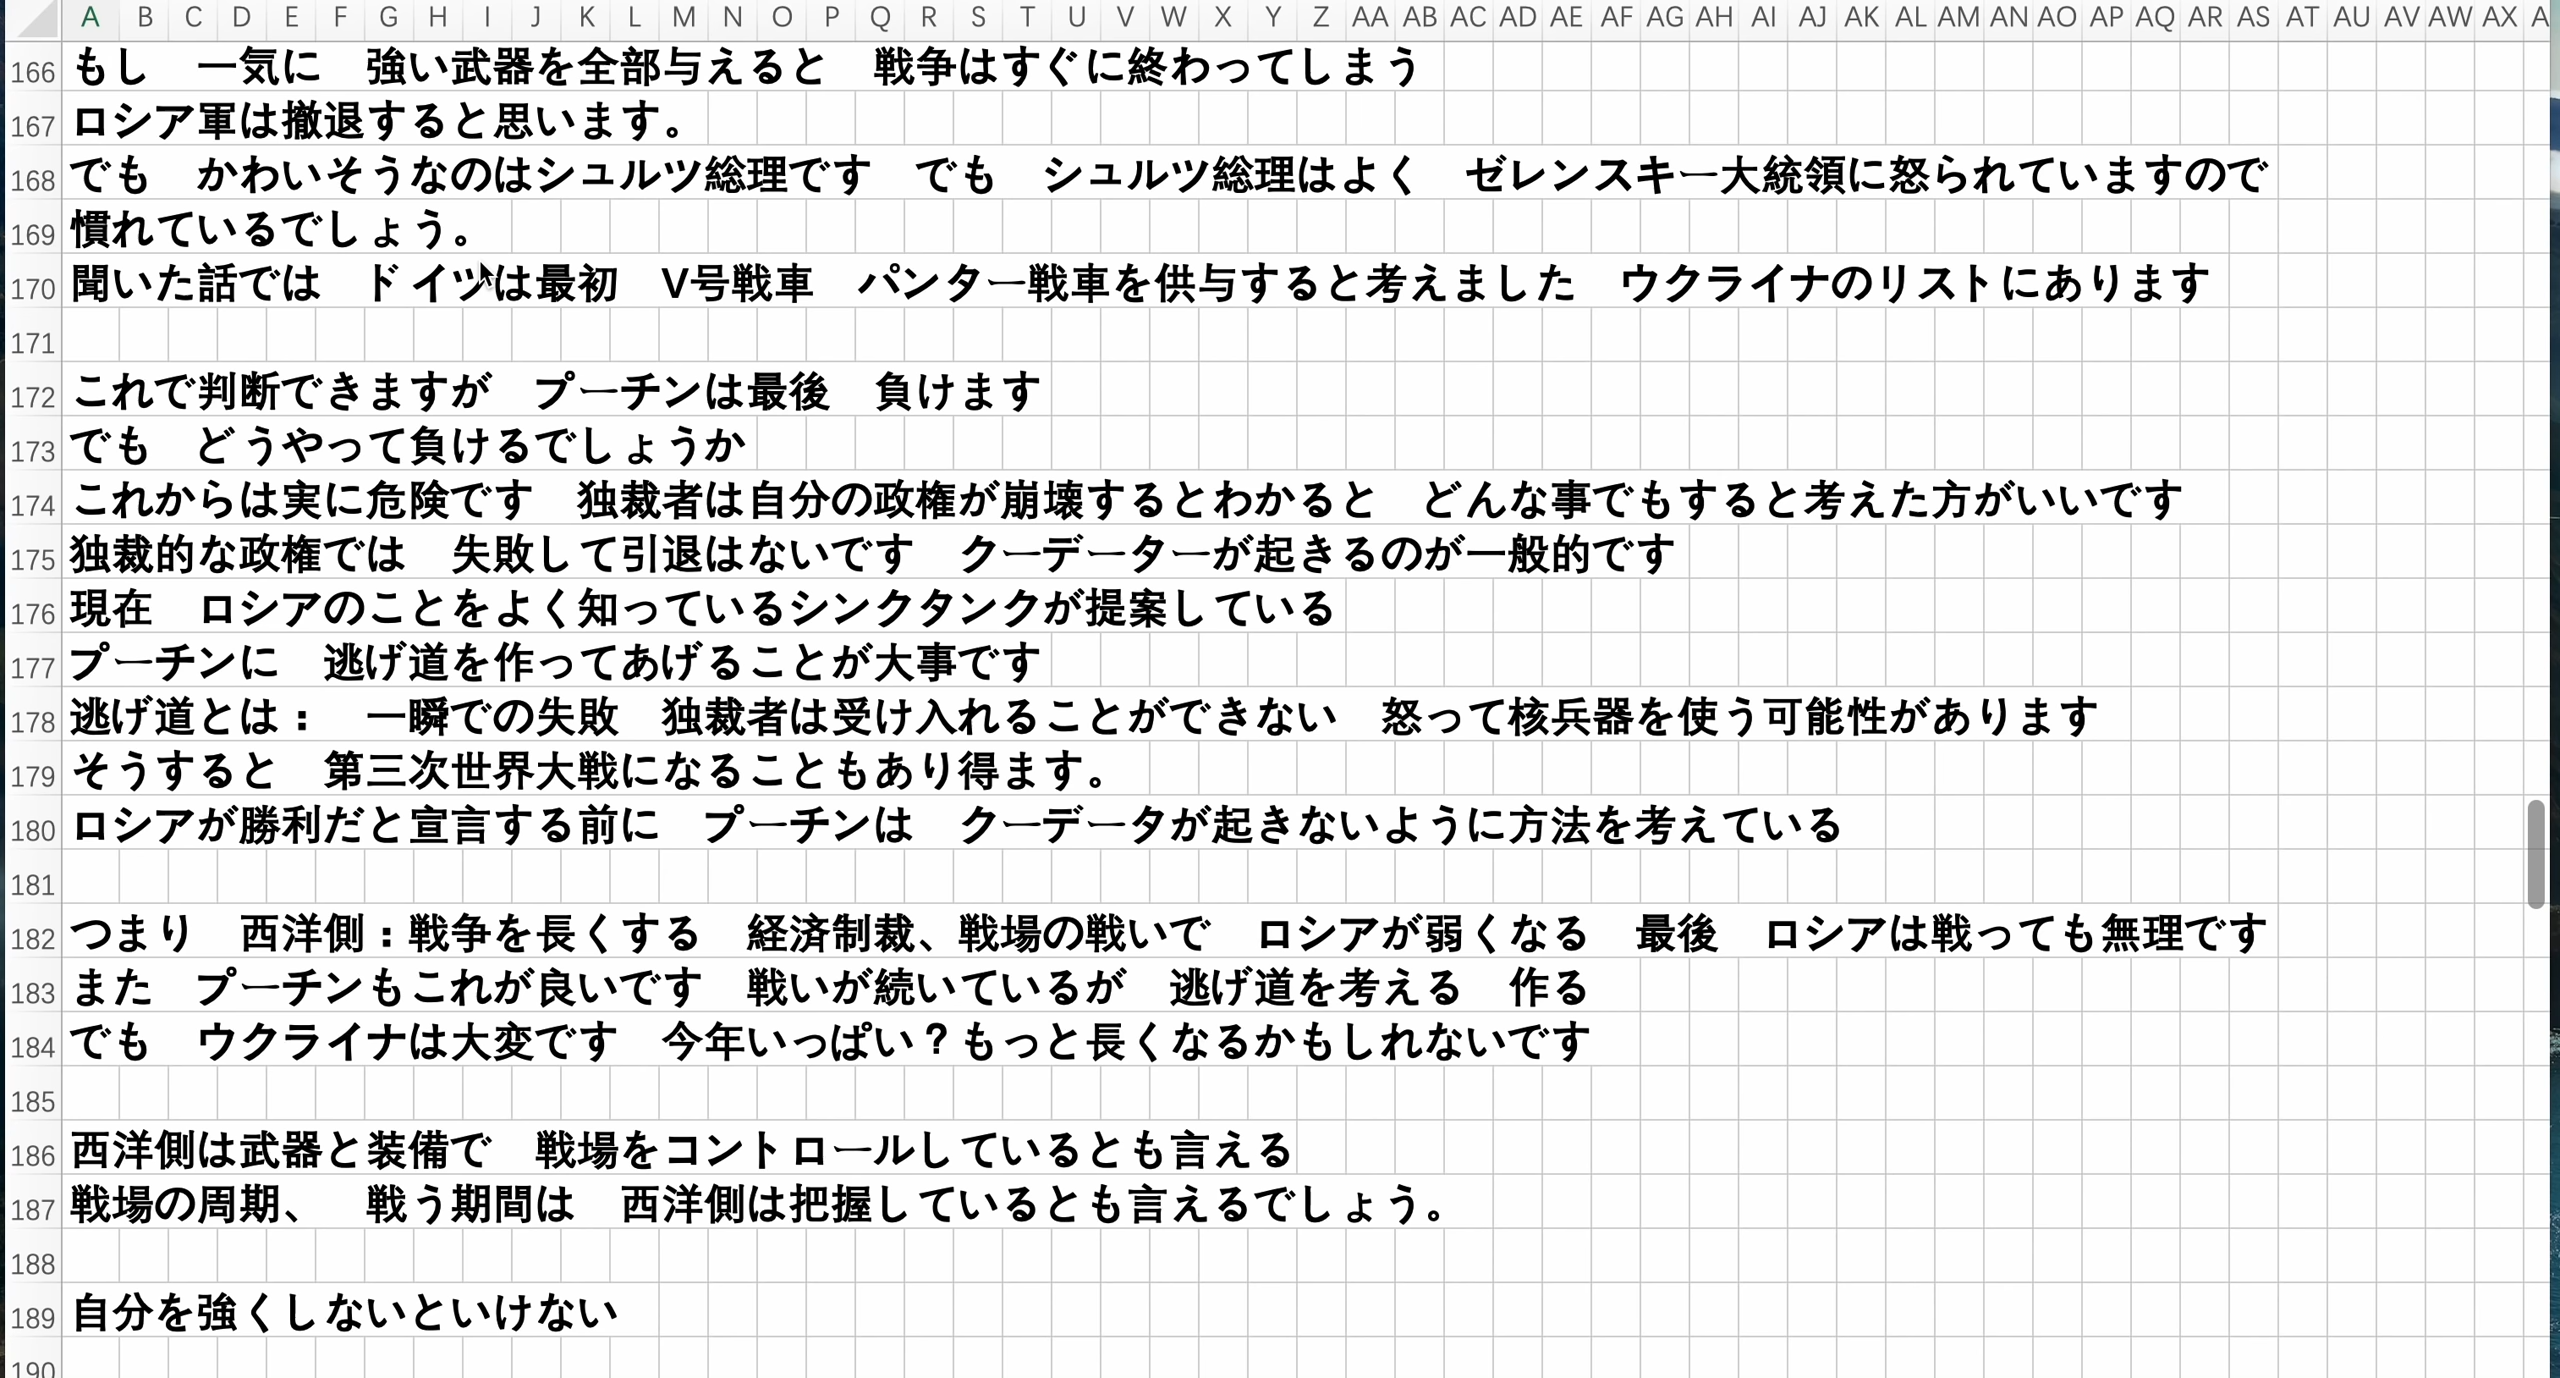 A B C D E F G H I J K L M N O P Q R S T U V W X Y Z AA AB AC AD AE AF AG AH AI AJ AK AL AM AN AO AP AQ AR AS AT AU AV AW AX A
166 もし　一気に　強い武器を全部与えると　戦争はすぐに終わってしまう
167 ロシア軍は撤退すると思います。
168 でも　かわいそうなのはシュルツ総理です　でも　シュルツ総理はよく　ゼレンスキー大統領に怒られていますので
169 慣れているでしょう。
170 聞いた話では　ドイツは最初　V号戦車　パンター戦車を供与すると考えました　ウクライナのリストにあります
171
172 これで判断できますが　プーチンは最後　負けます
173 でも　どうやって負けるでしょうか
174 これからは実に危険です　独裁者は自分の政権が崩壊するとわかると　どんな事でもすると考えた方がいいです
175 独裁的な政権では　失敗して引退はないです　クーデーターが起きるのが一般的です
176 現在　ロシアのことをよく知っているシンクタンクが提案している
177 プーチンに　逃げ道を作ってあげることが大事です
178 逃げ道とは：　一瞬での失敗　独裁者は受け入れることができない　怒って核兵器を使う可能性があります
179 そうすると　第三次世界大戦になることもあり得ます。
180 ロシアが勝利だと宣言する前に　プーチンは　クーデータが起きないように方法を考えている
181
182 つまり　西洋側：戦争を長くする　経済制裁、戦場の戦いで　ロシアが弱くなる　最後　ロシアは戦っても無理です
183 また　プーチンもこれが良いです　戦いが続いているが　逃げ道を考える　作る
184 でも　ウクライナは大変です　今年いっぱい？もっと長くなるかもしれないです
185
186 西洋側は武器と装備で　戦場をコントロールしているとも言える
187 戦場の周期、　戦う期間は　西洋側は把握しているとも言えるでしょう。
188
189 自分を強くしないといけない
190